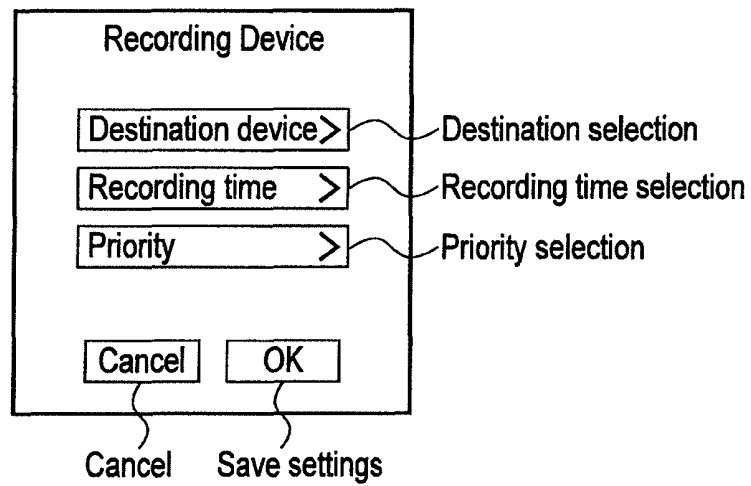 Recording Device
Destination device > Destination selection
Recording time > Recording time selection
Priority > Priority selection
Cancel OK
Cancel Save settings